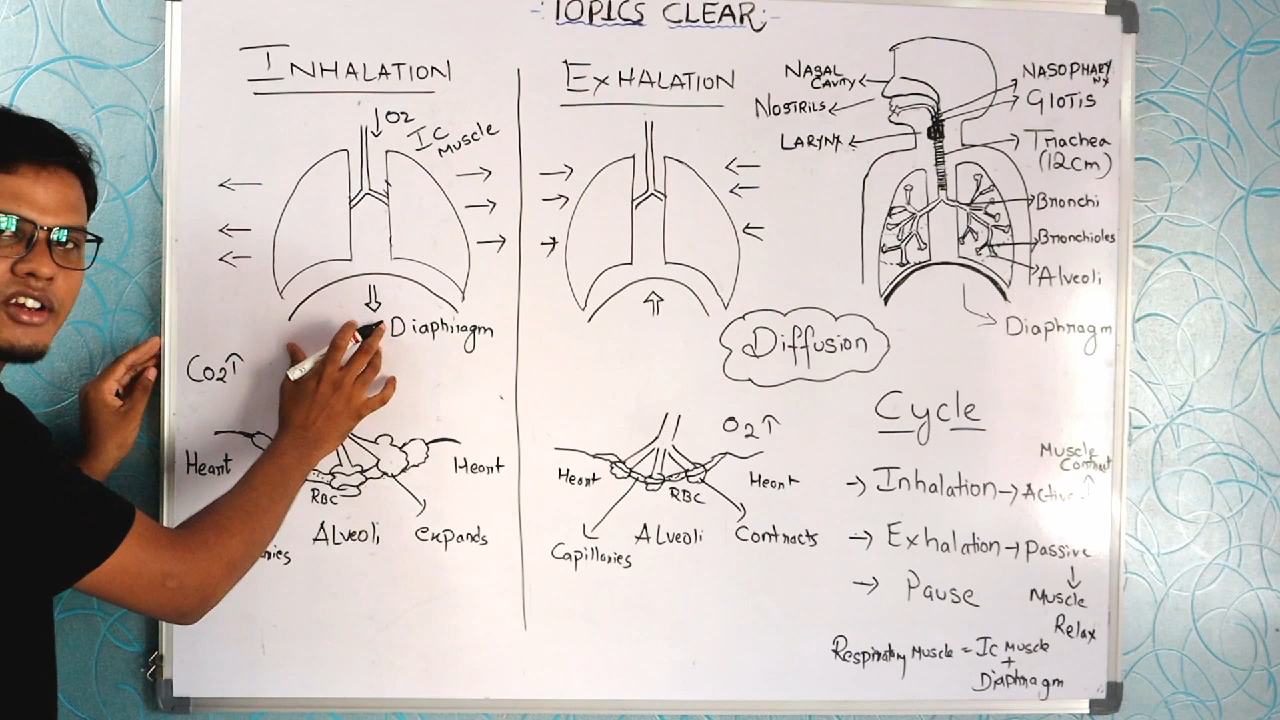 TOPICS CLEAR
INHALATION
O2
IC
MUSCLE
Diaphragm
CO2↑
Heart
Heart
RBC
Alveoli
expands
EXHALATION
Diffusion
O2↑
Heart
Heart
RBC
Capillaries
Alveoli
Contracts
NASAL
CAVITY
NOSTRILS
LARYNX
NASOPHARY
NX
GLOTIS
Trachea
(12cm)
Bronchi
Bronchioles
Alveoli
Diaphragm
Cycle
Muscle
Contract
→ Inhalation → Active ↑
→ Exhalation → Passive
→ Pause
↓
Muscle
Relax
Respiratory Muscle = IC Muscle
+
Diaphragm